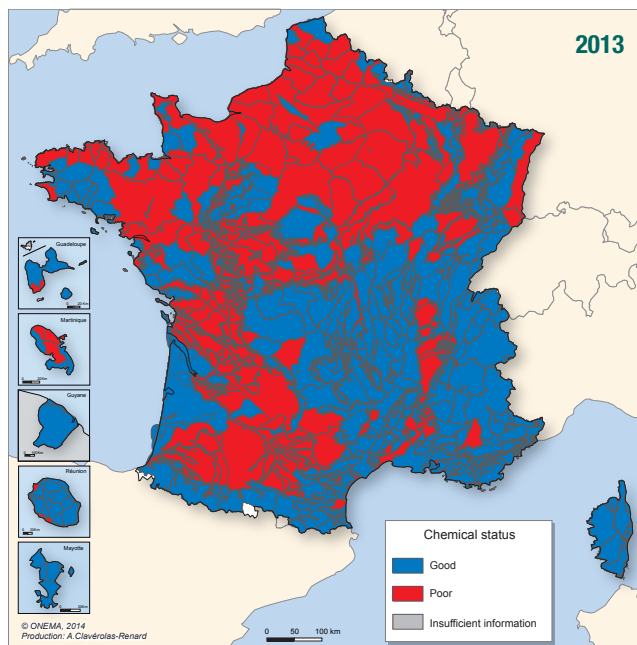 2013
Guadeloupe
Martinique
Guyane
Réunion
Mayotte
Chemical status
Good
Poor
Insufficient information
© ONEMA, 2014
Production: A.Clavérolas-Renard
0 50 100 km